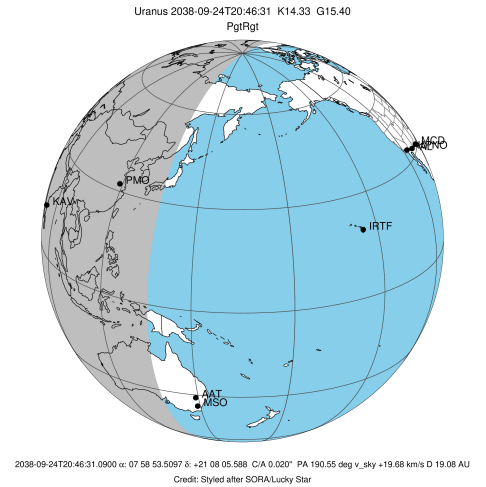 Uranus 2038-09-24T20:46:31 K14.33 G15.40
PgtRgt
MCD
PMO
KAV
IRTF
AAT
MSO
2038-09-24T20:46:31.0900 α: 07 58 53.5097 δ: +21 08 05.588 C/A 0.020" PA 190.55 deg v_sky +19.68 km/s D 19.08 AU
Credit: Styled after SORA/Lucky Star